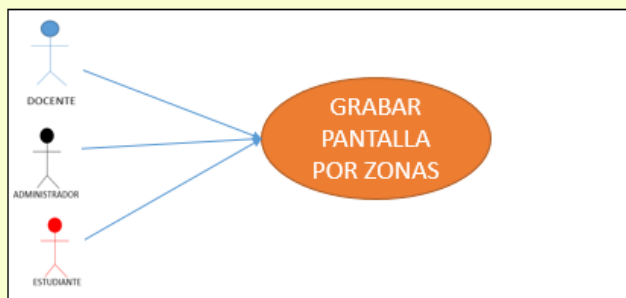 DOCENTE
ADMINISTRADOR
ESTUDIANTE
GRABAR
PANTALLA
POR ZONAS